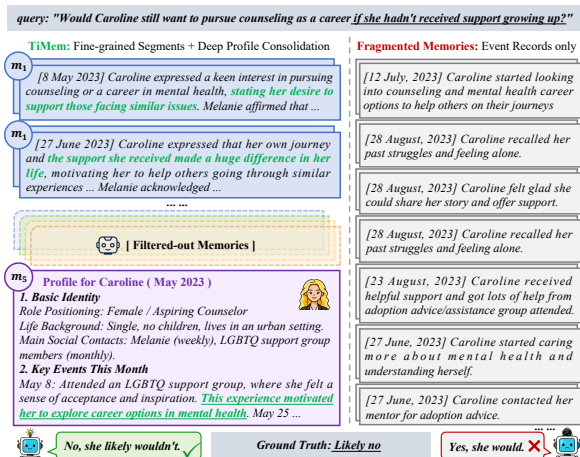 query: "Would Caroline still want to pursue counseling as a career if she hadn't received support growing up?"
TiMem: Fine-grained Segments + Deep Profile Consolidation
m1
[8 May 2023] Caroline expressed a keen interest in pursuing
counseling or a career in mental health, stating her desire to
support those facing similar issues. Melanie affirmed that ...
m1
[27 June 2023] Caroline expressed that her own journey
and the support she received made a huge difference in her
life, motivating her to help others going through similar
experiences ... Melanie acknowledged ...
... ...
[ Filtered-out Memories ]
m5
Profile for Caroline ( May 2023 )
1. Basic Identity
Role Positioning: Female / Aspiring Counselor
Life Background: Single, no children, lives in an urban setting.
Main Social Contacts: Melanie (weekly), LGBTQ support group
members (monthly).
2. Key Events This Month
May 8: Attended an LGBTQ support group, where she felt a
sense of acceptance and inspiration. This experience motivated
her to explore career options in mental health. May 25 ...
Fragmented Memories: Event Records only
[12 July, 2023] Caroline started looking
into counseling and mental health career
options to help others on their journeys
[28 August, 2023] Caroline recalled her
past struggles and feeling alone.
[28 August, 2023] Caroline felt glad she
could share her story and offer support.
[28 August, 2023] Caroline recalled her
past struggles and feeling alone.
[23 August, 2023] Caroline received
helpful support and got lots of help from
adoption advice/assistance group attended.
[27 June, 2023] Caroline started caring
more about mental health and
understanding herself.
[27 June, 2023] Caroline contacted her
mentor for adoption advice.
... ...
No, she likely wouldn't.
Ground Truth: Likely no
Yes, she would.